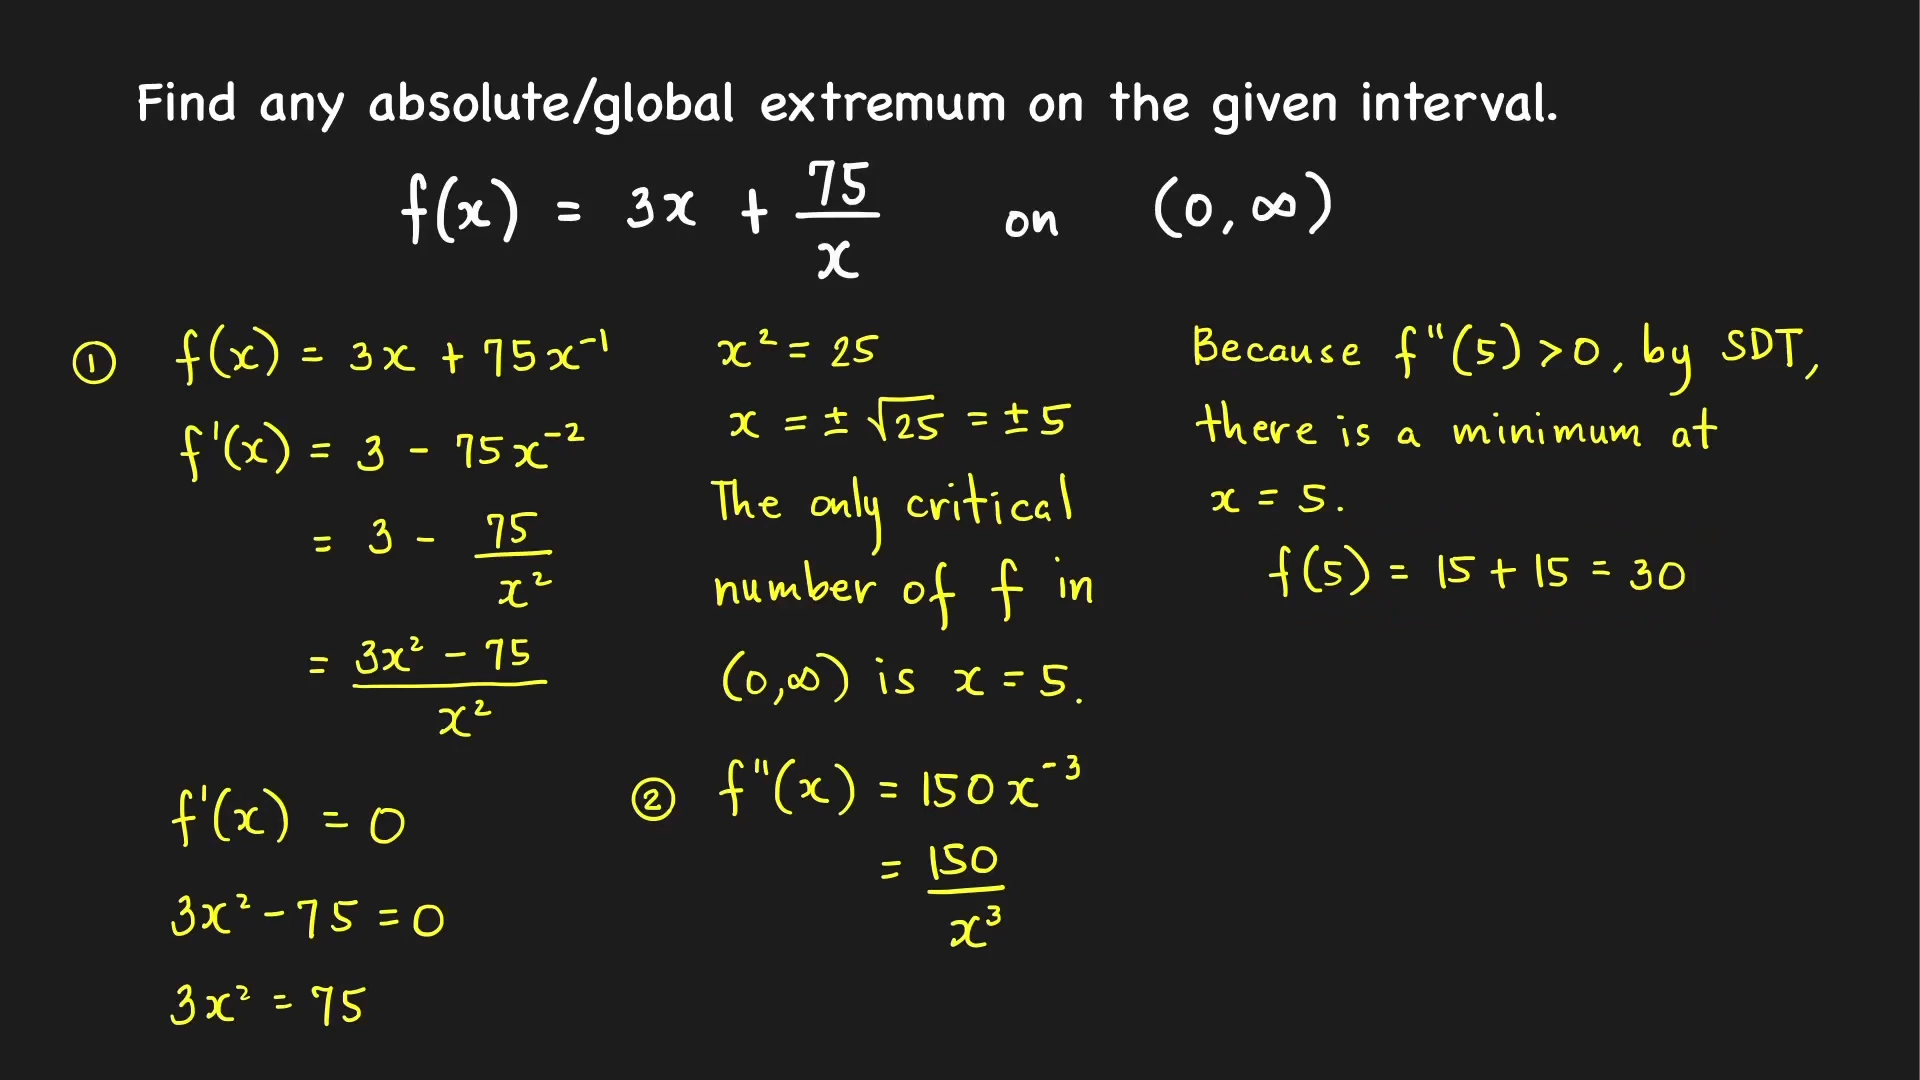 Find any absolute/global extremum on the given interval.
f(x) = 3x + 75/x on (0, ∞)
① f(x) = 3x + 75x⁻¹
f'(x) = 3 - 75x⁻²
= 3 - 75/x²
= (3x² - 75)/x²
f'(x) = 0
3x² - 75 = 0
3x² = 75
x² = 25
x = ± √25 = ± 5
The only critical
number of f in
(0,∞) is x = 5.
② f"(x) = 150x⁻³
= 150/x³
Because f"(5) > 0, by SDT,
there is a minimum at
x = 5.
f(5) = 15 + 15 = 30